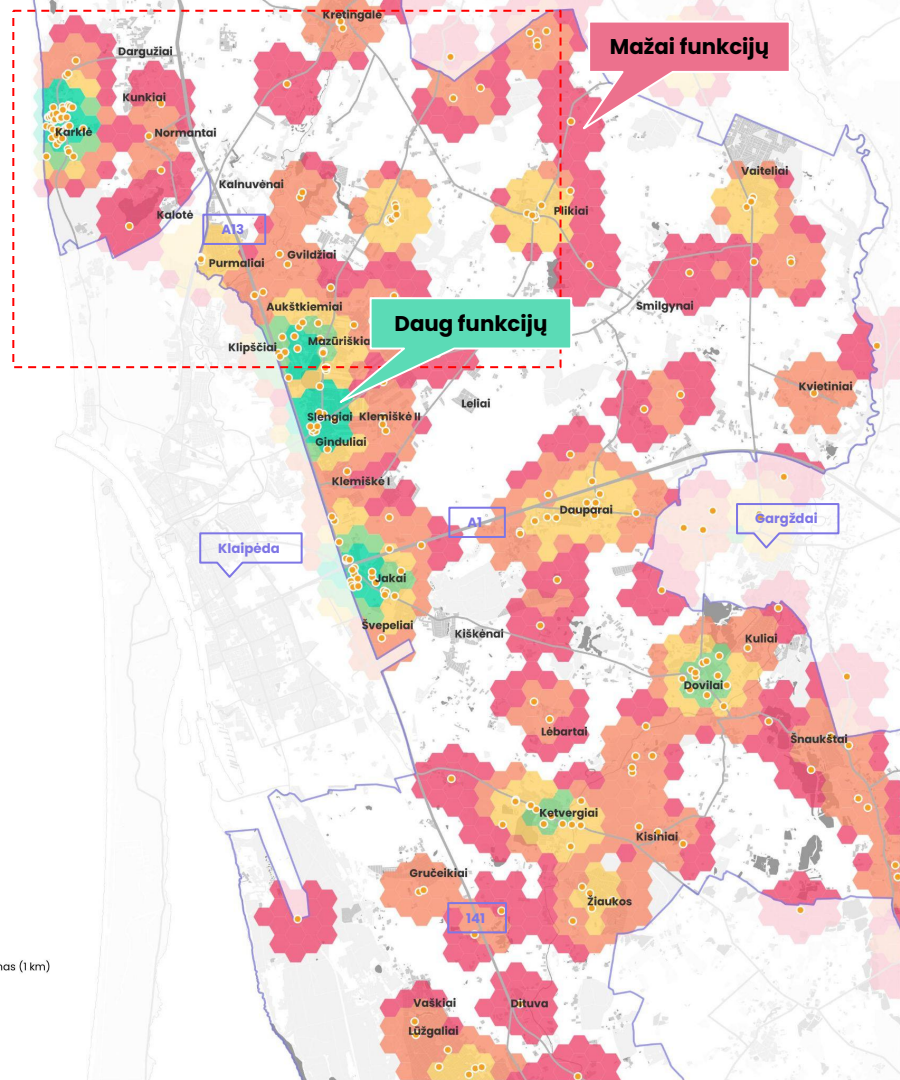 Kretingalė
Dargužiai
Mažai funkcijų
Kunkiai
Karklė
Normantai
Vaiteliai
Kalnuvėnai
Kalotė
Plikiai
A13
Gvildžiai
Purmaliai
Aukštkiemiai
Smilgynai
Daug funkcijų
Klipščiai
Mazūriškia
Kvietiniai
Leliai
Slengiai
Klemiškė II
Ginduliai
Klemiškė I
Dauparai
Gargždai
A1
Klaipėda
Jakai
Švepeliai
Kiškėnai
Kuliai
Dovilai
Lėbartai
Šnaukštai
Ketvergiai
Kisiniai
Gručeikiai
Žiaukos
141
nas (1 km)
Vaškiai
Dituva
Lūžgaliai